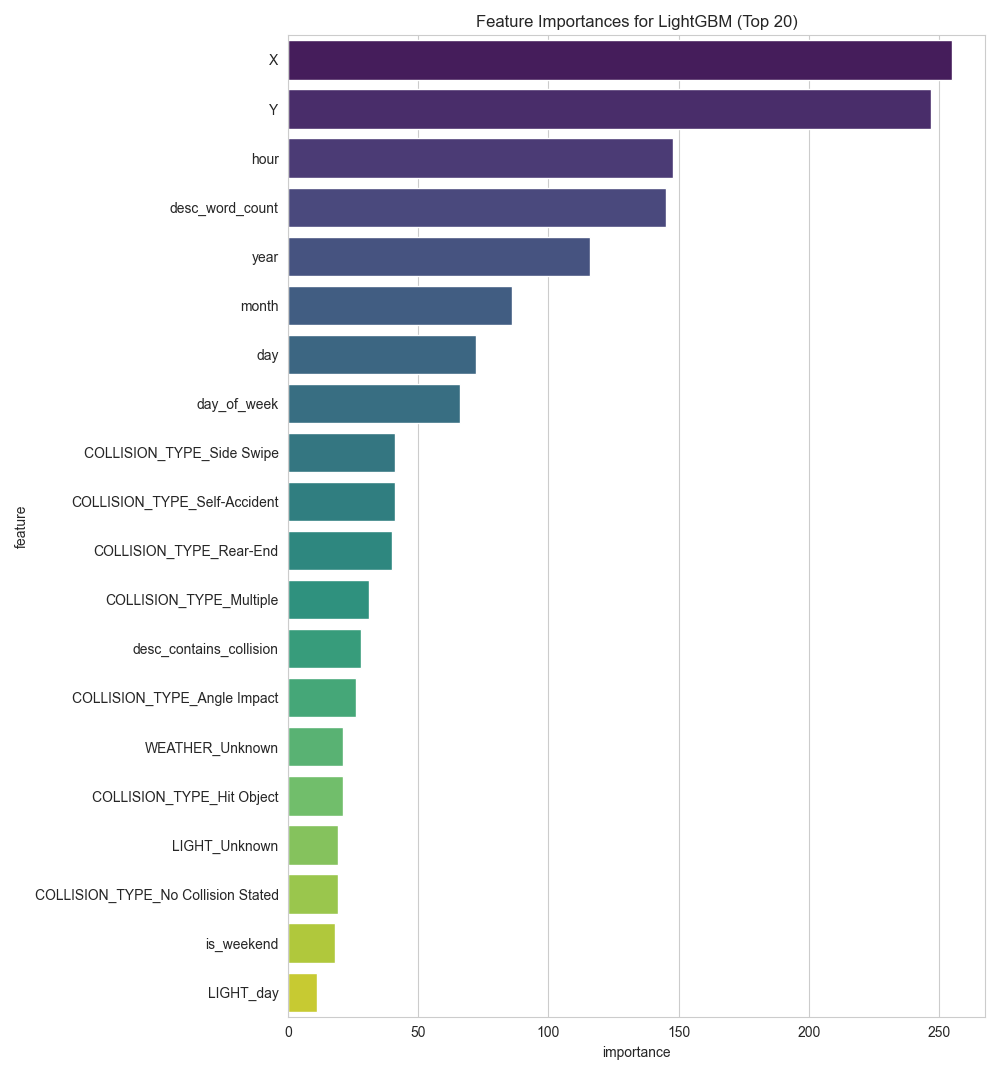 Feature Importances for LightGBM (Top 20)
X
Y
hour
desc_word_count
year
month
day
day_of_week
COLLISION_TYPE_Side Swipe
COLLISION_TYPE_Self-Accident
COLLISION_TYPE_Rear-End
COLLISION_TYPE_Multiple
desc_contains_collision
COLLISION_TYPE_Angle Impact
WEATHER_Unknown
COLLISION_TYPE_Hit Object
LIGHT_Unknown
COLLISION_TYPE_No Collision Stated
is_weekend
LIGHT_day
feature
0 50 100 150 200 250
importance